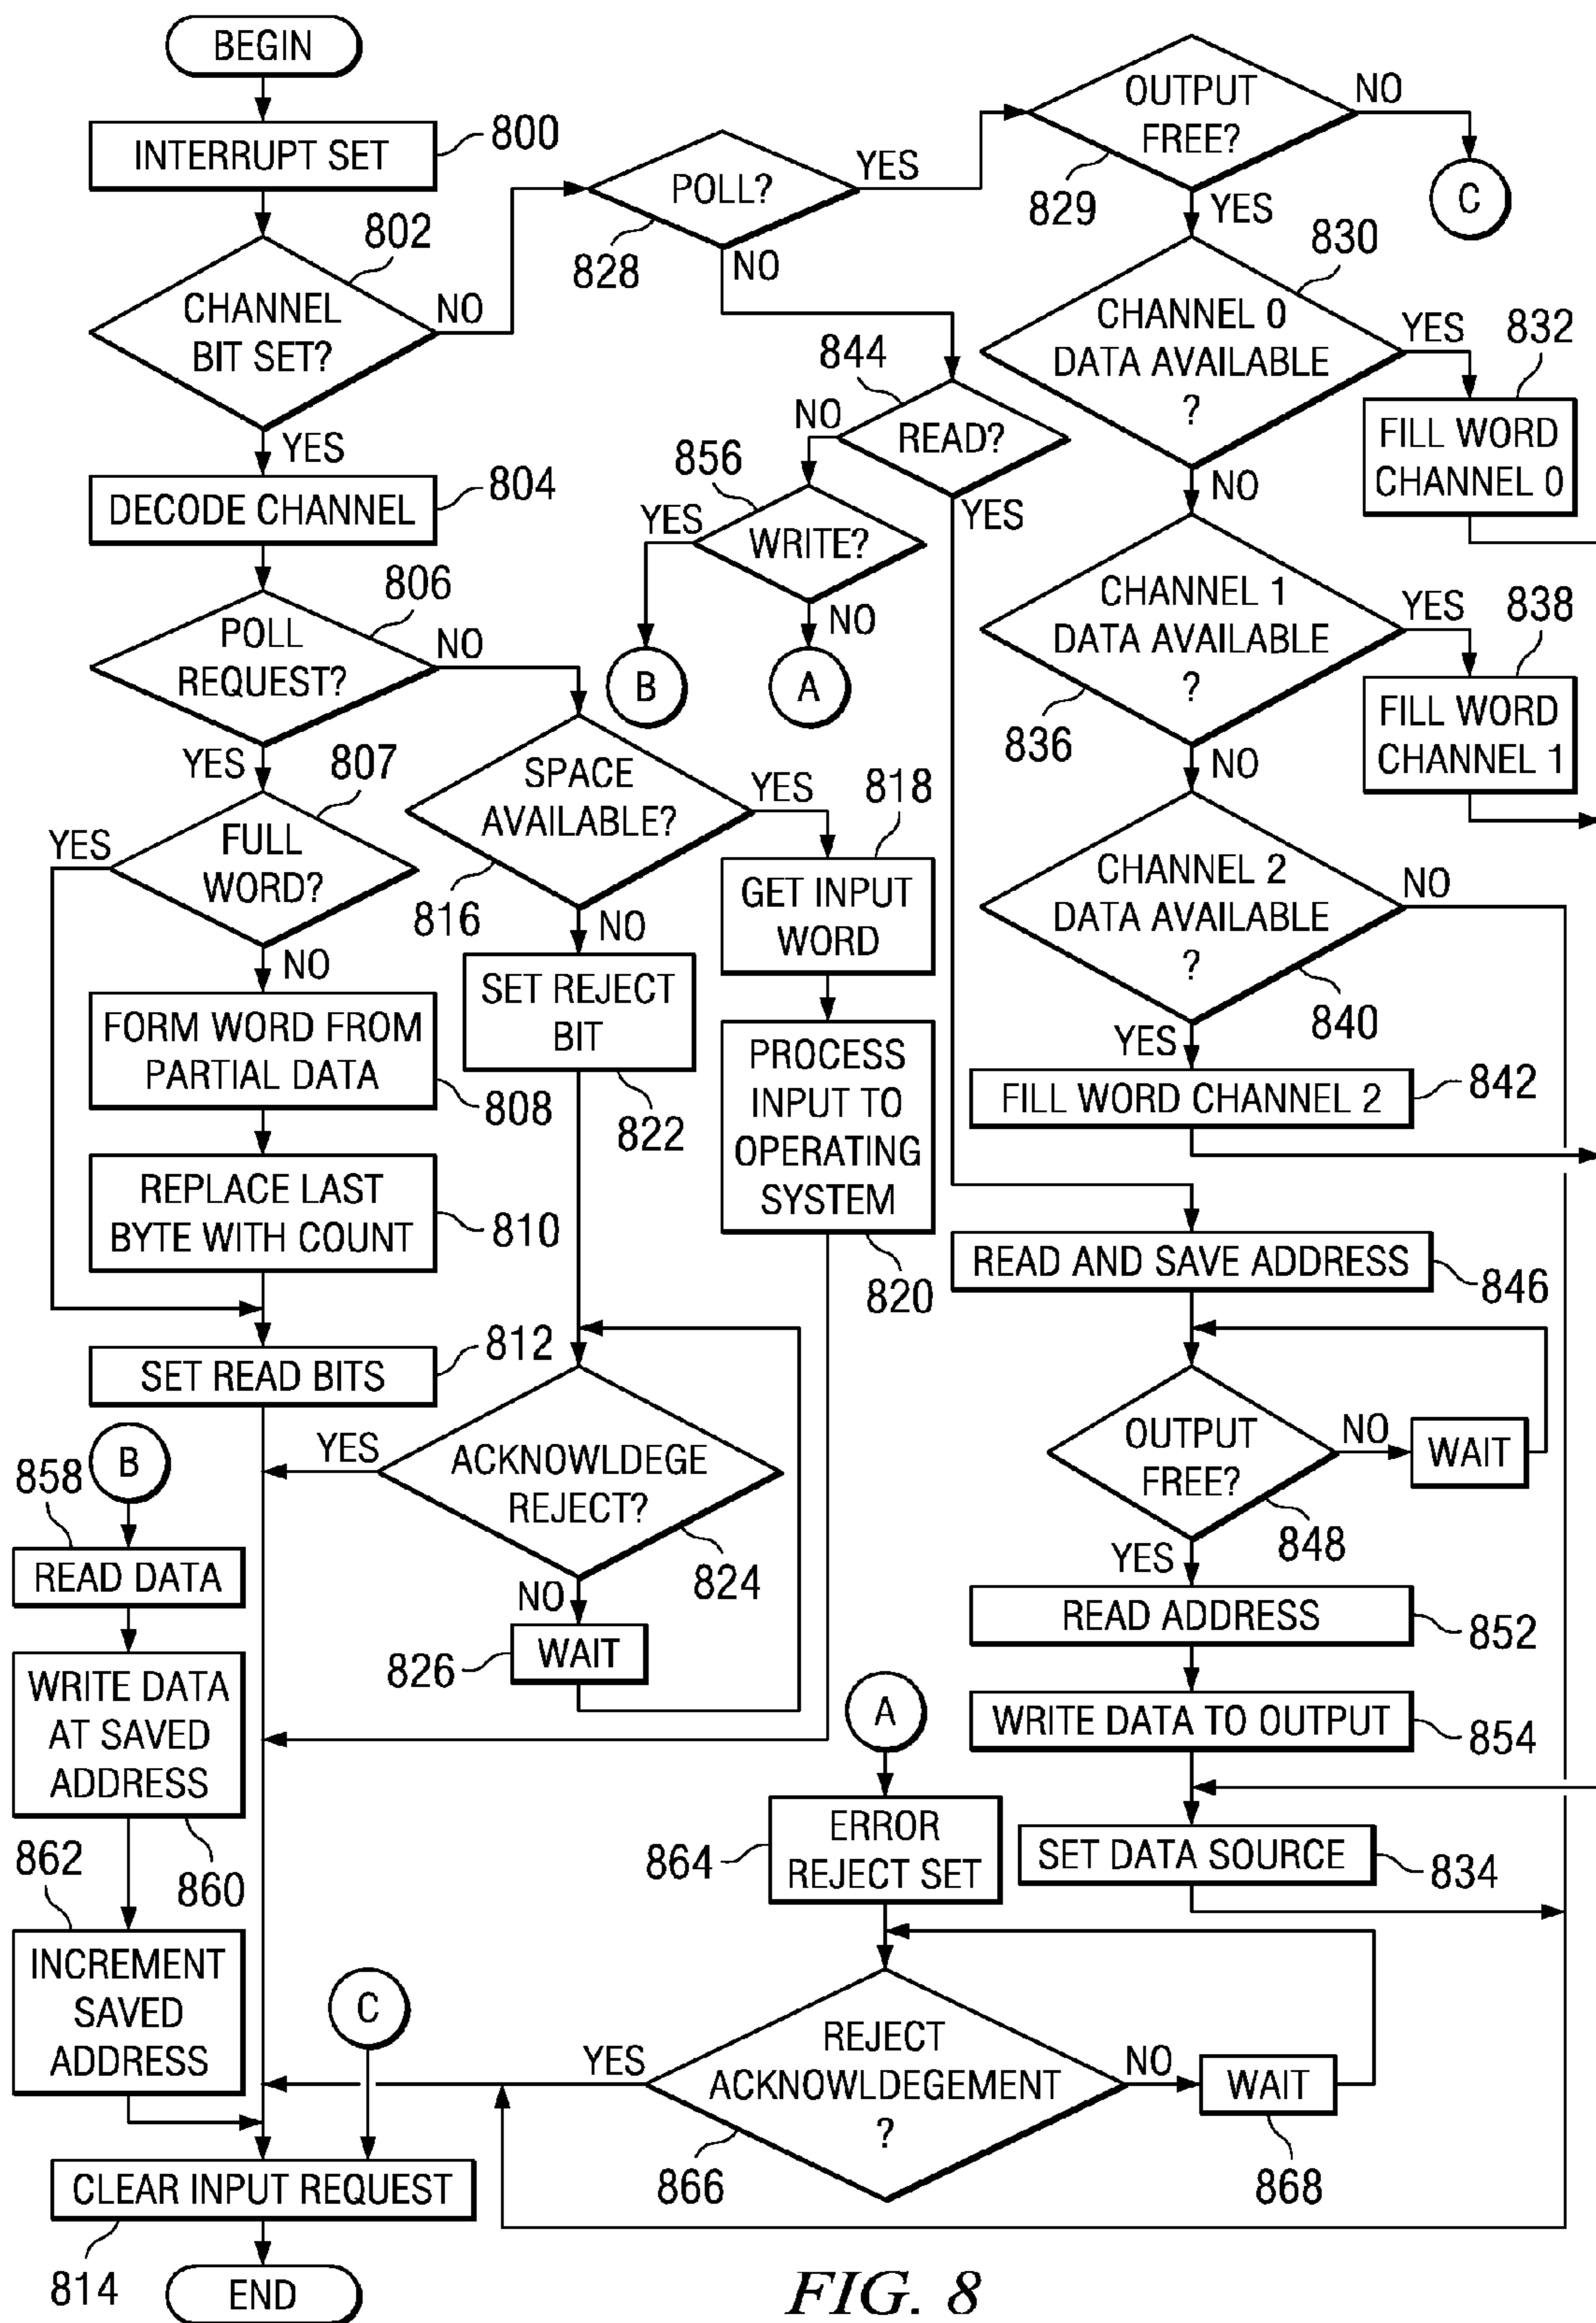 BEGIN
INTERRUPT SET
800
802
CHANNEL
BIT SET?
NO
YES
DECODE CHANNEL
804
806
POLL
REQUEST?
NO
YES
807
FULL
WORD?
YES
NO
FORM WORD FROM
PARTIAL DATA
808
REPLACE LAST
BYTE WITH COUNT
810
SET READ BITS
812
B
858
READ DATA
WRITE DATA
AT SAVED
ADDRESS
860
862
INCREMENT
SAVED
ADDRESS
C
CLEAR INPUT REQUEST
814
END
POLL?
828
YES
NO
844
READ?
NO
YES
856
WRITE?
YES
NO
B
A
SPACE
AVAILABLE?
816
YES
NO
818
GET INPUT
WORD
SET REJECT
BIT
822
PROCESS
INPUT TO
OPERATING
SYSTEM
820
ACKNOWLDEGE
REJECT?
YES
824
NO
WAIT
826
A
ERROR
REJECT SET
864
REJECT
ACKNOWLDEGEMENT
?
YES
NO
866
WAIT
868
OUTPUT
FREE?
NO
829
YES
C
830
CHANNEL 0
DATA AVAILABLE
?
YES
832
FILL WORD
CHANNEL 0
NO
CHANNEL 1
DATA AVAILABLE
?
836
YES
838
FILL WORD
CHANNEL 1
NO
CHANNEL 2
DATA AVAILABLE
?
NO
840
YES
FILL WORD CHANNEL 2
842
READ AND SAVE ADDRESS
846
OUTPUT
FREE?
NO
WAIT
848
YES
READ ADDRESS
852
WRITE DATA TO OUTPUT
854
SET DATA SOURCE
834
FIG. 8